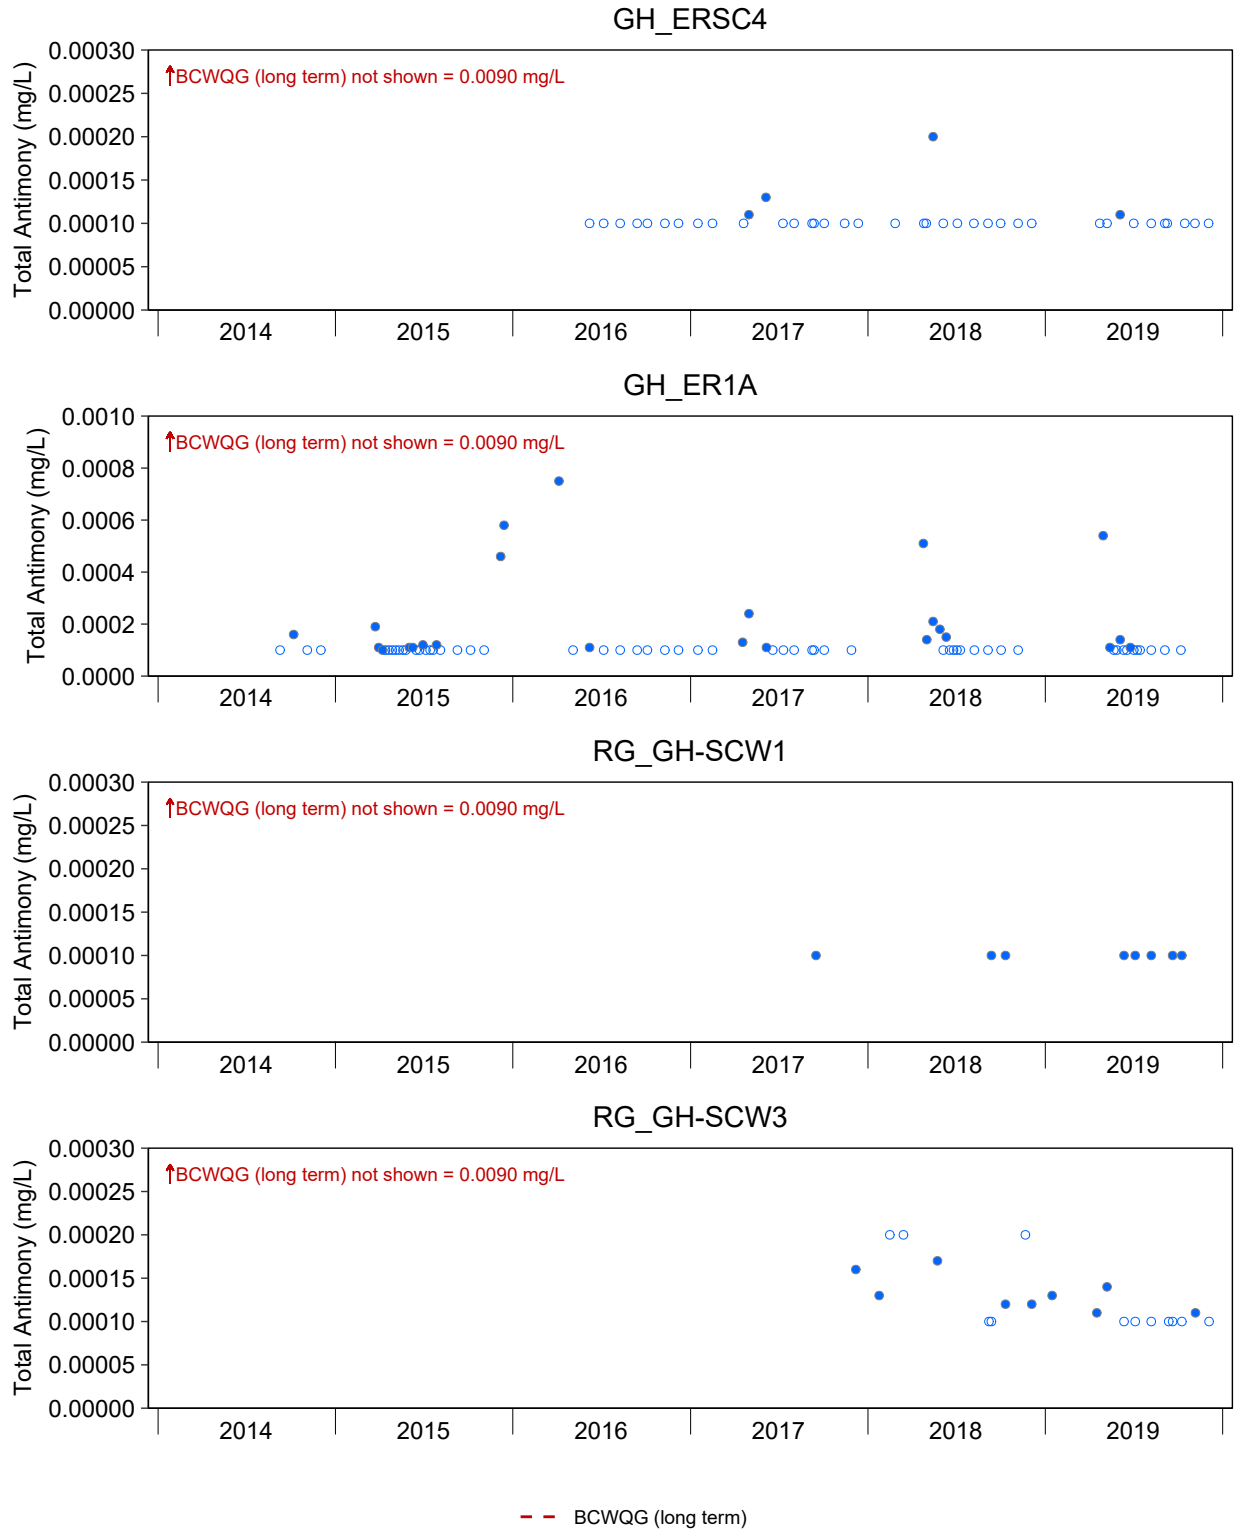 GH_ERSC4
Total Antimony (mg/L)
0.00030
0.00025
0.00020
0.00015
0.00010
0.00005
0.00000
↑BCWQG (long term) not shown = 0.0090 mg/L
2014 2015 2016 2017 2018 2019
GH_ER1A
Total Antimony (mg/L)
0.0010
0.0008
0.0006
0.0004
0.0002
0.0000
↑BCWQG (long term) not shown = 0.0090 mg/L
2014 2015 2016 2017 2018 2019
RG_GH-SCW1
Total Antimony (mg/L)
0.00030
0.00025
0.00020
0.00015
0.00010
0.00005
0.00000
↑BCWQG (long term) not shown = 0.0090 mg/L
2014 2015 2016 2017 2018 2019
RG_GH-SCW3
Total Antimony (mg/L)
0.00030
0.00025
0.00020
0.00015
0.00010
0.00005
0.00000
↑BCWQG (long term) not shown = 0.0090 mg/L
2014 2015 2016 2017 2018 2019
BCWQG (long term)